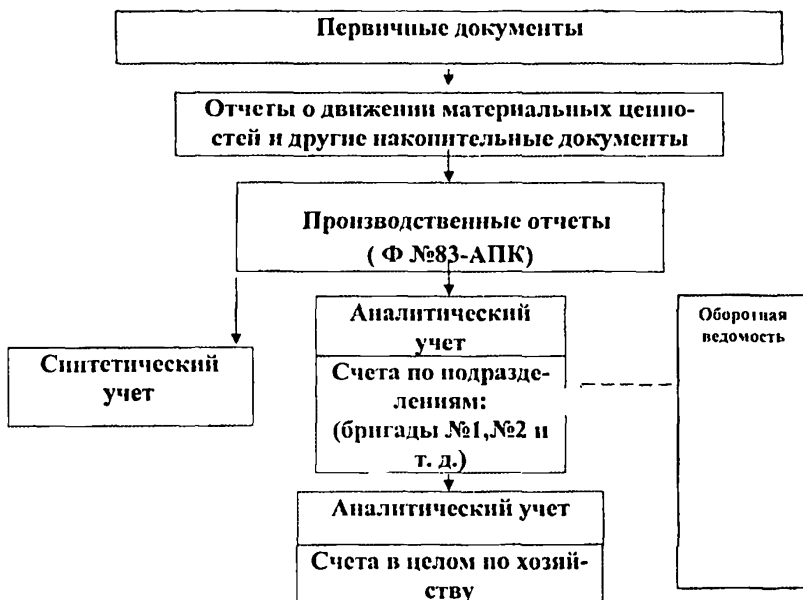 Первичные документы
Отчеты о движении материальных ценно-
стей и другие накопительные документы
Производственные отчеты
( Ф №83-АПК)
Аналитический
учет
Счета по подразде-
лениям:
(бригады №1,№2 и
т. д.)
Оборотная
ведомость
Синтетический
учет
Аналитический учет
Счета в целом по хозяй-
ству